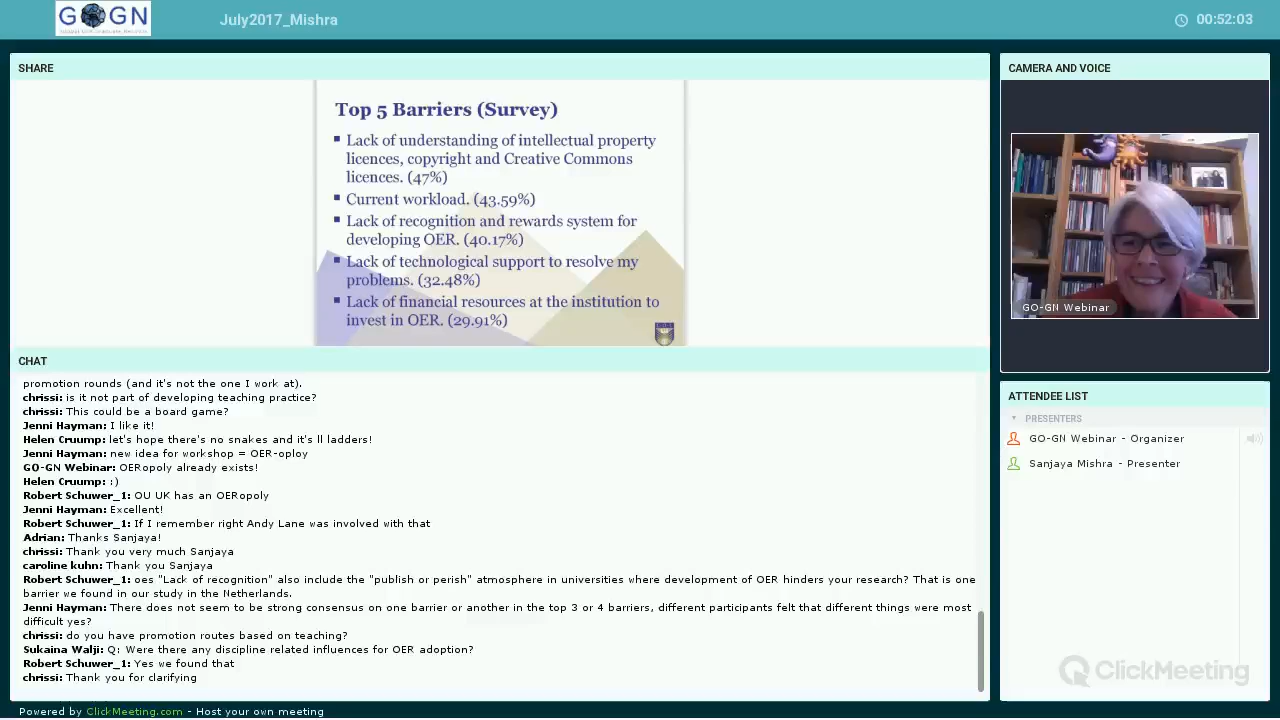 GO GN
July2017_Mishra
00:52:03
SHARE
Top 5 Barriers (Survey)
Lack of understanding of intellectual property
licences, copyright and Creative Commons
licences. (47%)
Current workload. (43.59%)
Lack of recognition and rewards system for
developing OER. (40.17%)
Lack of technological support to resolve my
problems. (32.48%)
Lack of financial resources at the institution to
invest in OER. (29.91%)
CAMERA AND VOICE
GO-GN Webinar
CHAT
promotion rounds (and it's not the one I work at).
chrissi: is it not part of developing teaching practice?
chrissi: This could be a board game?
Jenni Hayman: I like it!
Helen Cruump: let's hope there's no snakes and it's ll ladders!
Jenni Hayman: new idea for workshop = OER-oploy
GO-GN Webinar: OERopoly already exists!
Helen Cruump: :)
Robert Schuwer_1: OU UK has an OERopoly
Jenni Hayman: Excellent!
Robert Schuwer_1: If I remember right Andy Lane was involved with that
Adrian: Thanks Sanjaya!
chrissi: Thank you very much Sanjaya
caroline kuhn: Thank you Sanjaya
Robert Schuwer_1: oes "Lack of recognition" also include the "publish or perish" atmosphere in universities where development of OER hinders your research? That is one
barrier we found in our study in the Netherlands.
Jenni Hayman: There does not seem to be strong consensus on one barrier or another in the top 3 or 4 barriers, different participants felt that different things were most
difficult yes?
chrissi: do you have promotion routes based on teaching?
Sukaina Walji: Q: Were there any discipline related influences for OER adoption?
Robert Schuwer_1: Yes we found that
chrissi: Thank you for clarifying
ATTENDEE LIST
PRESENTERS
GO-GN Webinar - Organizer
Sanjaya Mishra - Presenter
ClickMeeting
Powered by ClickMeeting.com - Host your own meeting